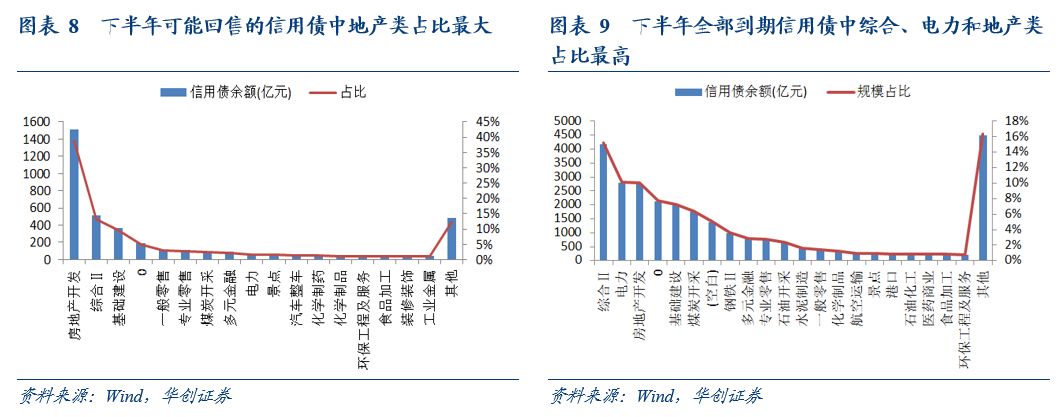 图表 8 下半年可能回售的信用债中地产类占比最大
信用债余额(亿元) 占比
1600
1400
1200
1000
800
600
400
200
0
45%
40%
35%
30%
25%
20%
15%
10%
5%
0%
房地产开发
综合Ⅱ
基础建设
0
一般零售
专业零售
煤炭开采
多元金融
电力
景点
汽车整车
化学制药
化学制品
环保工程及服务
食品加工
装修装饰
工业金属
其他
资料来源：Wind，华创证券
图表 9 下半年全部到期信用债中综合、电力和地产类
占比最高
信用债余额(亿元) 规模占比
5000
4500
4000
3500
3000
2500
2000
1500
1000
500
0
18%
16%
14%
12%
10%
8%
6%
4%
2%
0%
综合Ⅱ
电力
房地产开发
0
基础建设
煤炭开采
(空白)
钢铁Ⅱ
多元金融
专业零售
石油开采
水泥制造
一般零售
化学制品
航空运输
景点
港口
石油化工
医药商业
食品加工
环保工程及服务
其他
资料来源：Wind，华创证券